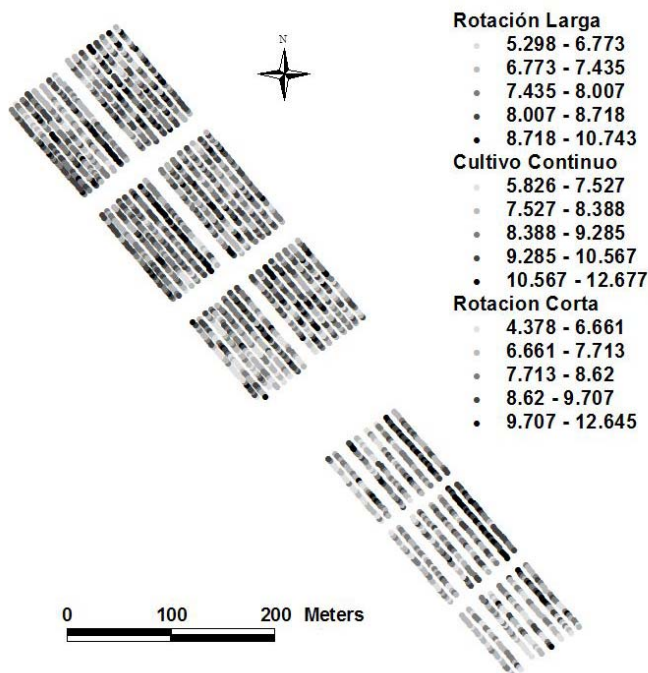 N
Rotación Larga
5.298 - 6.773
6.773 - 7.435
7.435 - 8.007
8.007 - 8.718
8.718 - 10.743
Cultivo Continuo
5.826 - 7.527
7.527 - 8.388
8.388 - 9.285
9.285 - 10.567
10.567 - 12.677
Rotacion Corta
4.378 - 6.661
6.661 - 7.713
7.713 - 8.62
8.62 - 9.707
9.707 - 12.645
0 100 200 Meters